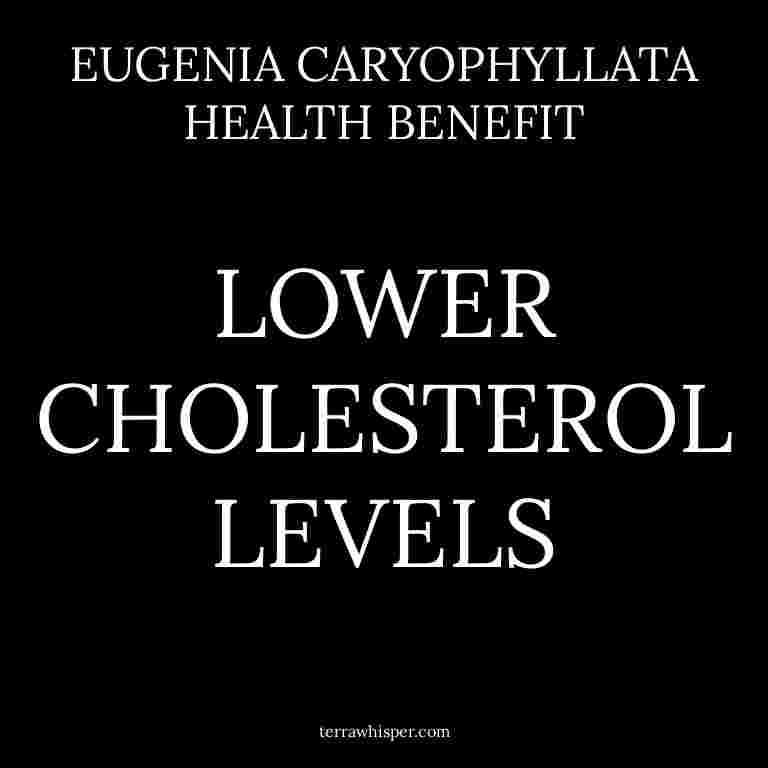 EUGENIA CARYOPHYLLATA
HEALTH BENEFIT
LOWER
CHOLESTEROL
LEVELS
terrawhisper.com